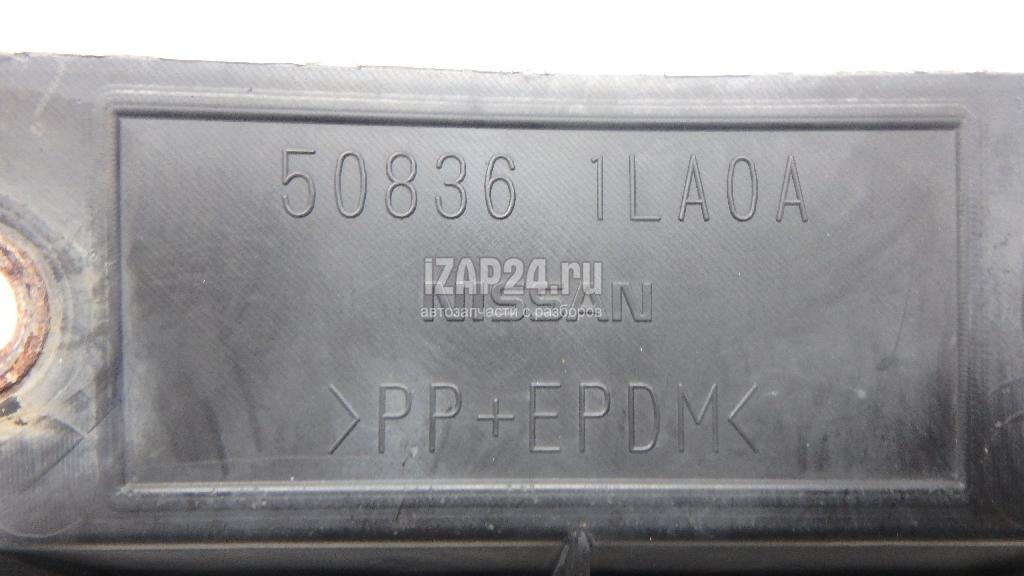 50836 1LA0A
iZAP24.ru
NISSAN
автозапчасти с разборов
>PP+EPDM<